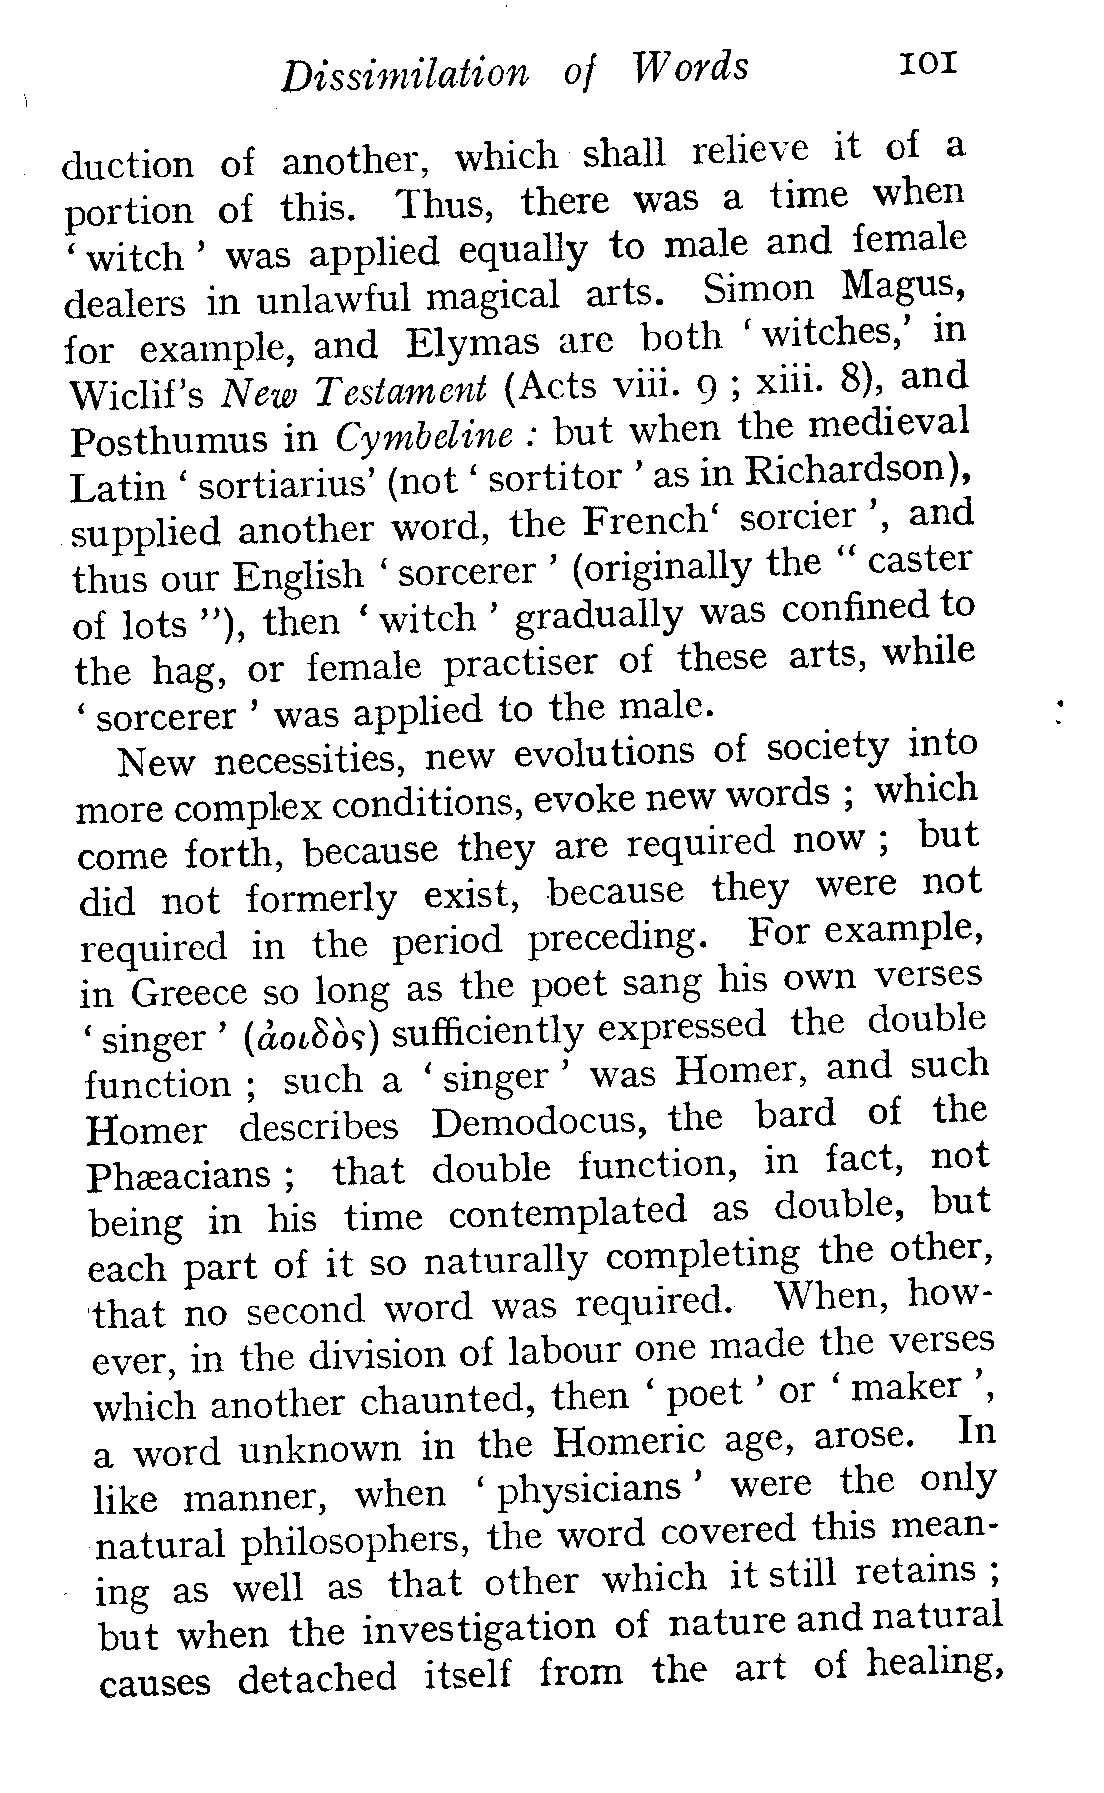 Dissimilation of Words 101
duction of another, which shall relieve it of a
portion of this. Thus, there was a time when
‘ witch ’ was applied equally to male and female
dealers in unlawful magical arts. Simon Magus,
for example, and Elymas are both ‘ witches,’ in
Wiclif’s New Testament (Acts viii. 9 ; xiii. 8), and
Posthumus in Cymbeline : but when the medieval
Latin ‘ sortiarius’ (not ‘ sortitor ’ as in Richardson),
supplied another word, the French‘ sorcier ’, and
thus our English ‘ sorcerer ’ (originally the “ caster
of lots ”), then ‘ witch ’ gradually was confined to
the hag, or female practiser of these arts, while
‘ sorcerer ’ was applied to the male.
New necessities, new evolutions of society into
more complex conditions, evoke new words ; which
come forth, because they are required now ; but
did not formerly exist, because they were not
required in the period preceding. For example,
in Greece so long as the poet sang his own verses
‘ singer ’ (ἀοιδὸς) sufficiently expressed the double
function ; such a ‘ singer ’ was Homer, and such
Homer describes Demodocus, the bard of the
Phæacians ; that double function, in fact, not
being in his time contemplated as double, but
each part of it so naturally completing the other,
that no second word was required. When, how-
ever, in the division of labour one made the verses
which another chaunted, then ‘ poet ’ or ‘ maker ’,
a word unknown in the Homeric age, arose. In
like manner, when ‘ physicians ’ were the only
natural philosophers, the word covered this mean-
ing as well as that other which it still retains ;
but when the investigation of nature and natural
causes detached itself from the art of healing,